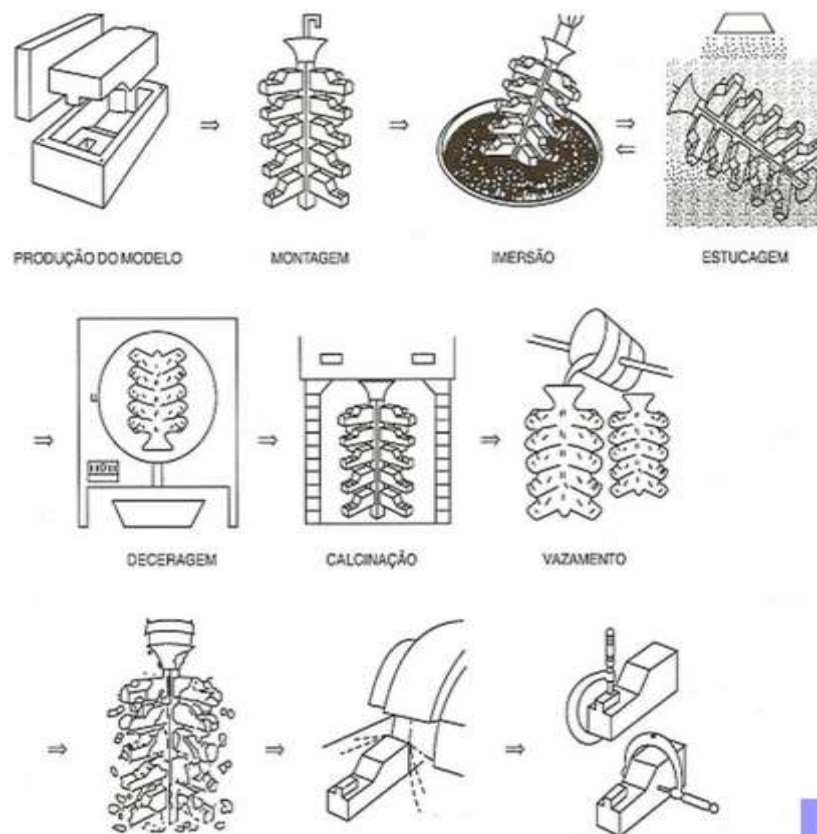 PRODUÇÃO DO MODELO
MONTAGEM
IMERSÃO
ESTUCAGEM
DECERAGEM
CALCINAÇÃO
VAZAMENTO